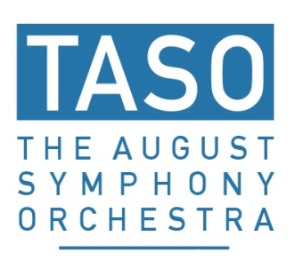 TASO
THE AUGUST
SYMPHONY
ORCHESTRA